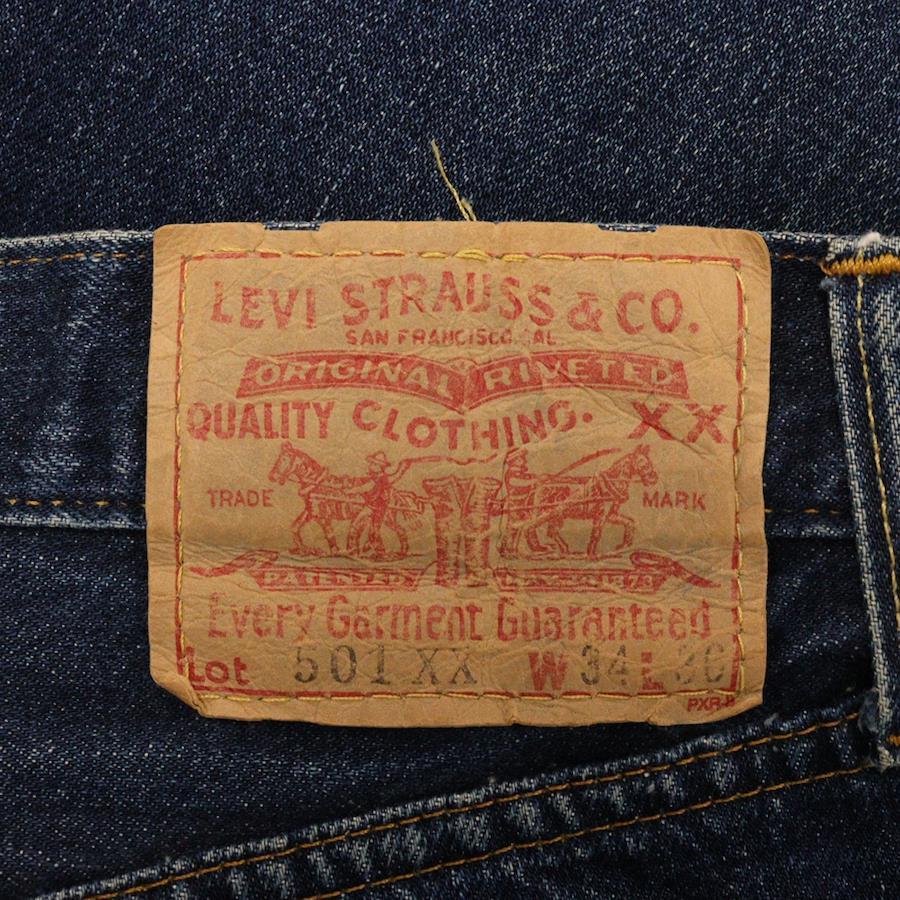 LEVI STRAUSS & CO.
SAN FRANCISCO, CAL.
ORIGINAL RIVETED
QUALITY CLOTHING. XX
TRADE MARK
PATENTED
Every Garment Guaranteed
Lot 501 XX W 34 L